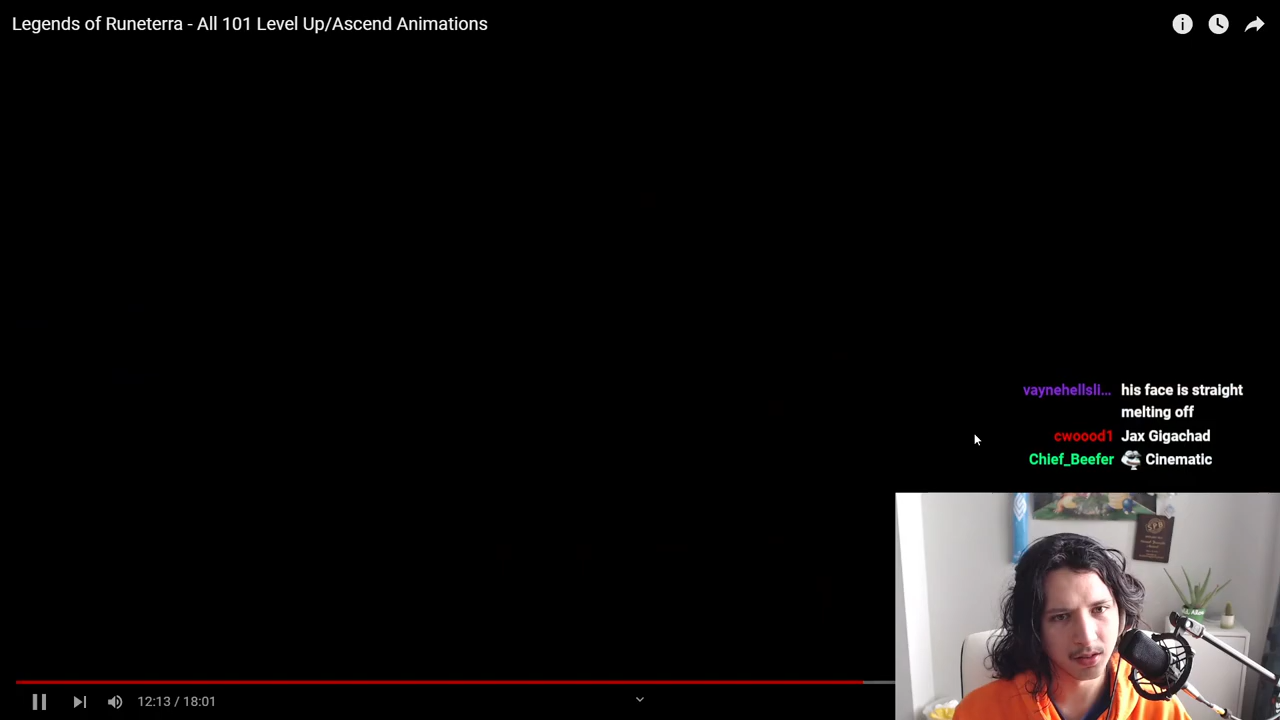 Legends of Runeterra - All 101 Level Up/Ascend Animations
vaynehellsli... his face is straight
melting off
cwoood1 Jax Gigachad
Chief_Beefer Cinematic
12:13 / 18:01